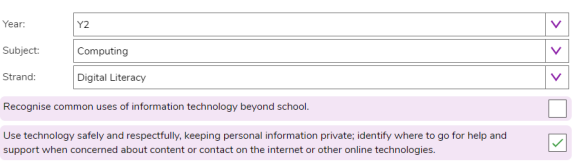 Year: Y2
Subject: Computing
Strand: Digital Literacy
Recognise common uses of information technology beyond school.
Use technology safely and respectfully, keeping personal information private; identify where to go for help and
support when concerned about content or contact on the internet or other online technologies.